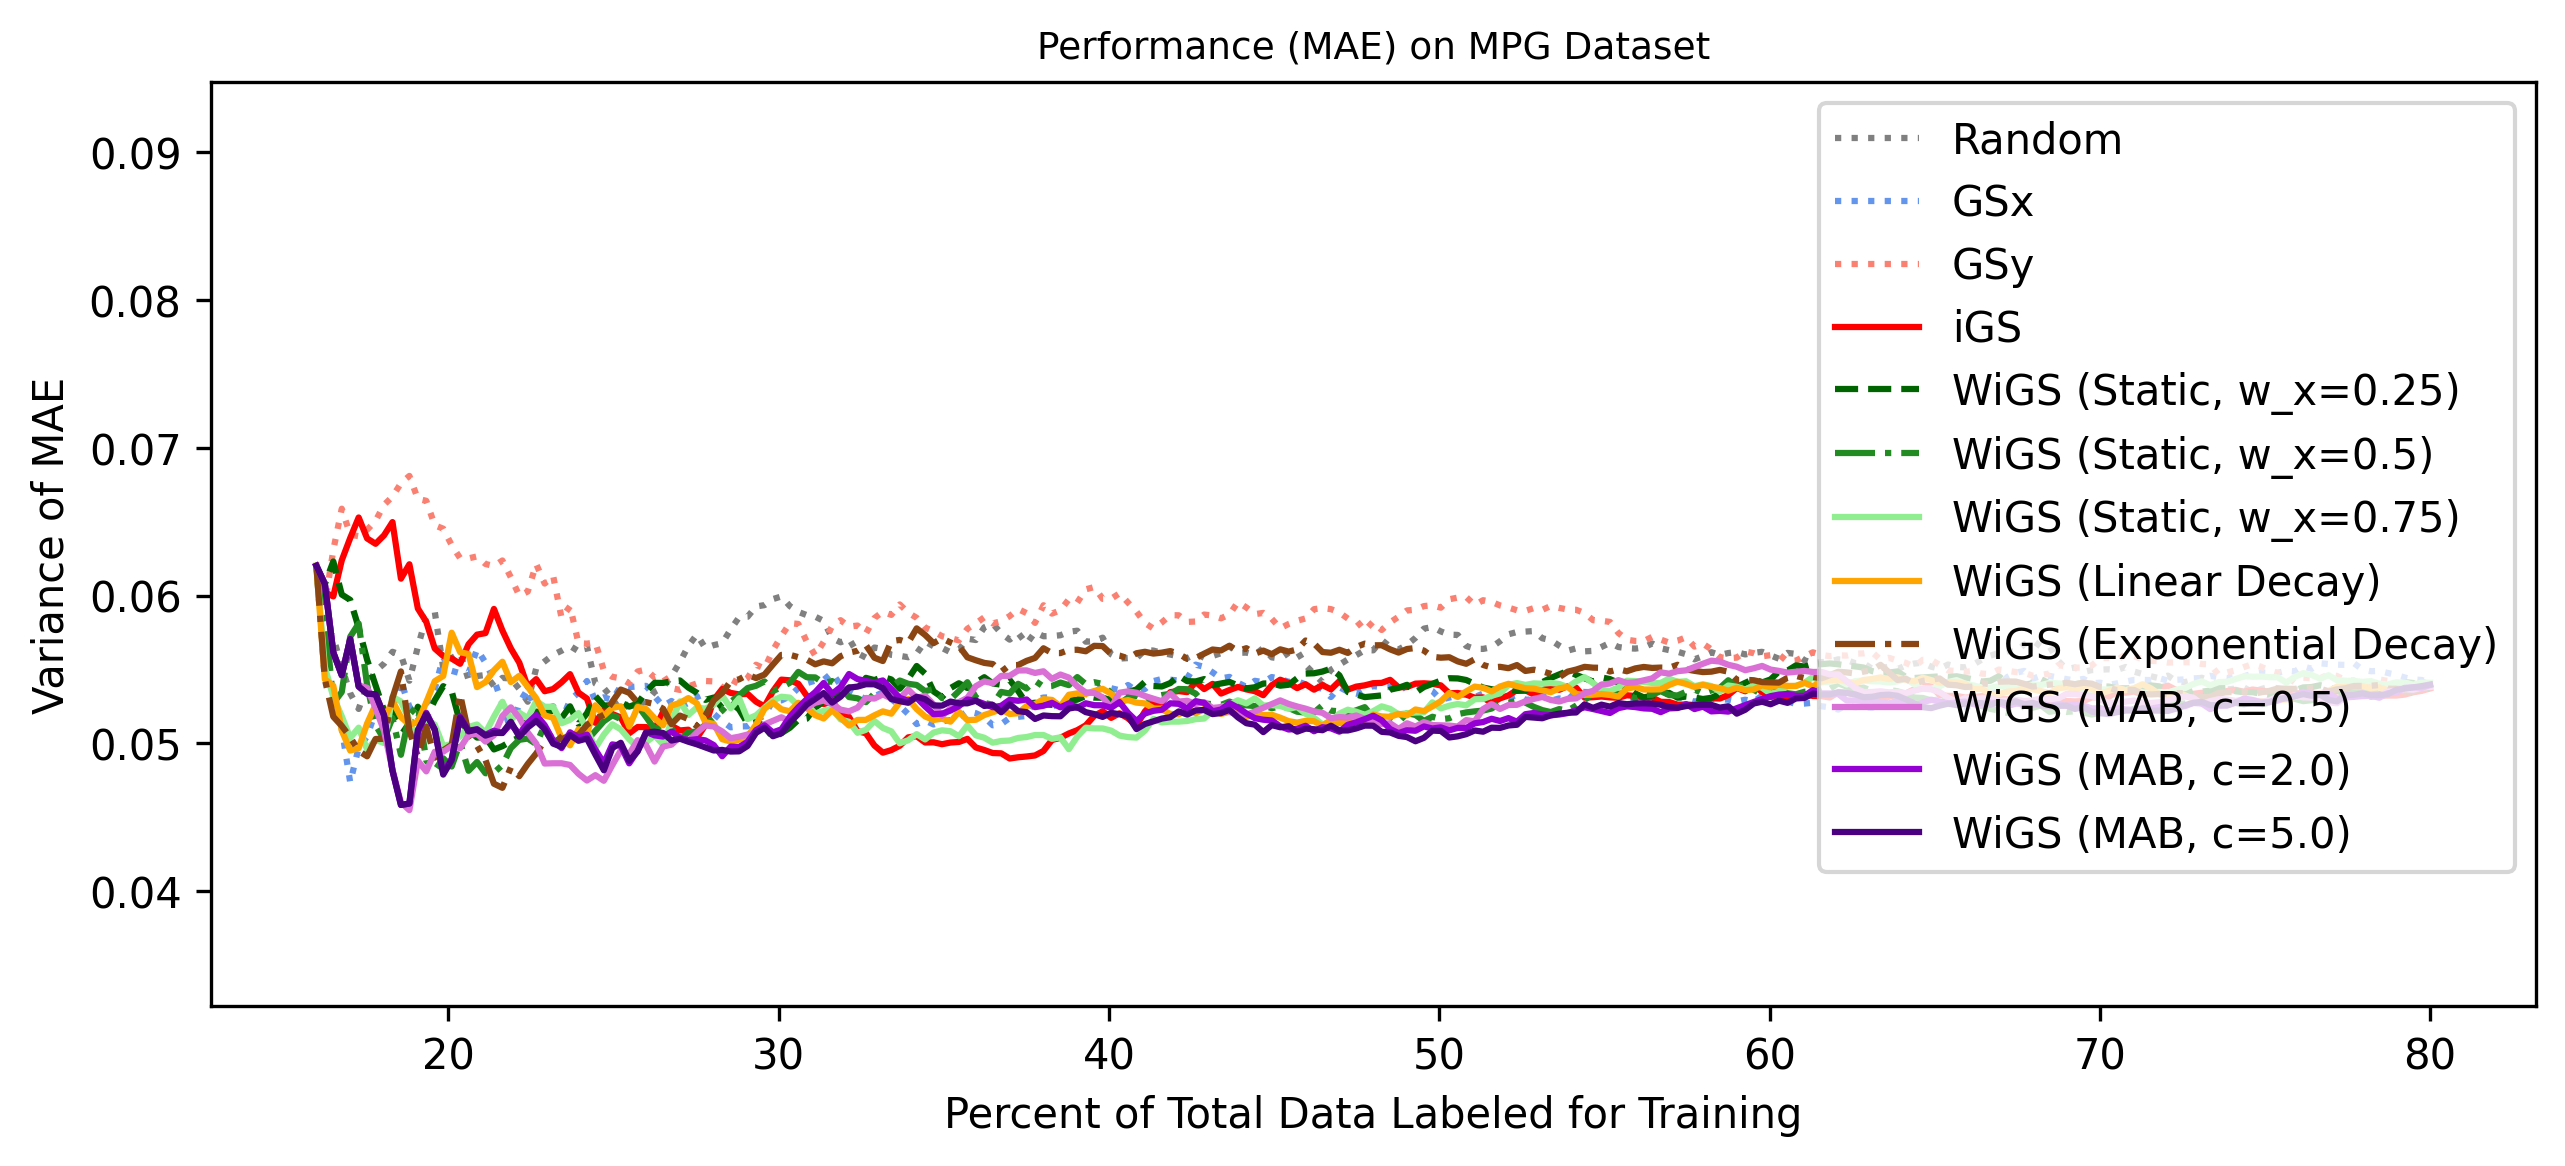 Performance (MAE) on MPG Dataset
Variance of MAE
0.09
0.08
0.07
0.06
0.05
0.04
Random
GSx
GSy
iGS
WiGS (Static, w_x=0.25)
WiGS (Static, w_x=0.5)
WiGS (Static, w_x=0.75)
WiGS (Linear Decay)
WiGS (Exponential Decay)
WiGS (MAB, c=0.5)
WiGS (MAB, c=2.0)
WiGS (MAB, c=5.0)
20 30 40 50 60 70 80
Percent of Total Data Labeled for Training